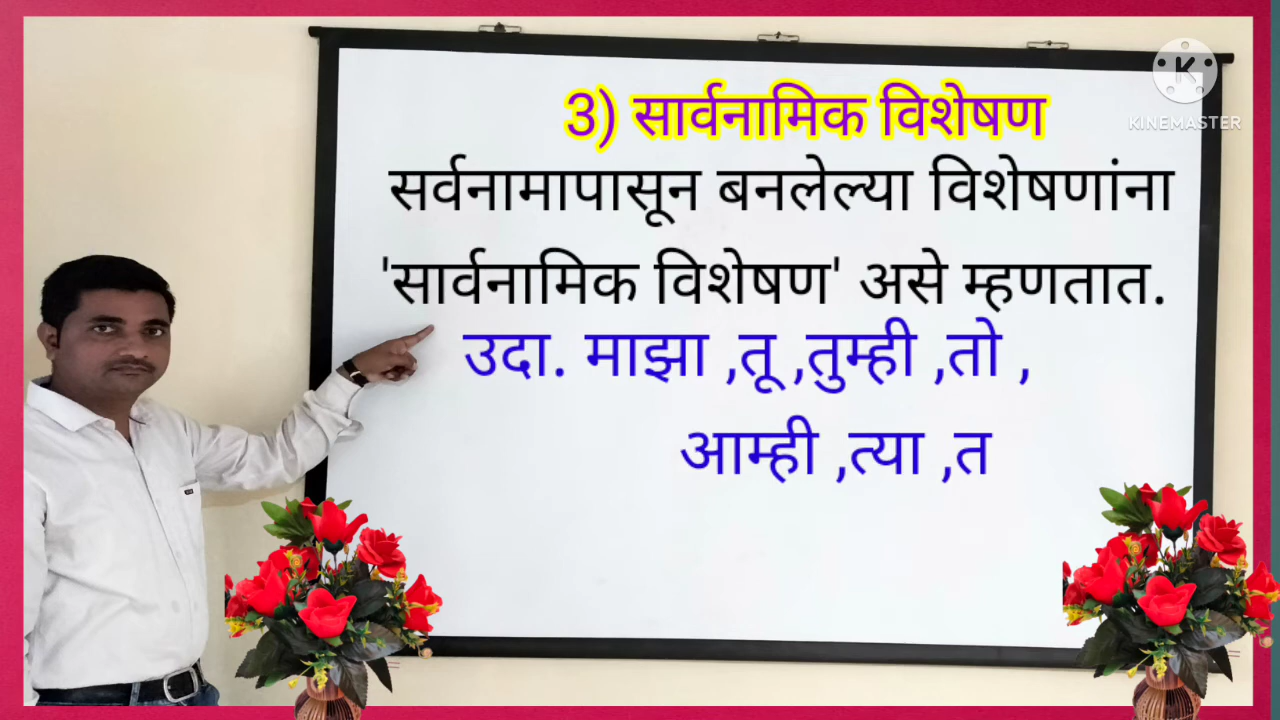 3) सार्वनामिक विशेषण
सर्वनामापासून बनलेल्या विशेषणांना
'सार्वनामिक विशेषण' असे म्हणतात.
उदा. माझा ,तू ,तुम्ही ,तो ,
आम्ही ,त्या ,त
K
KINEMASTER